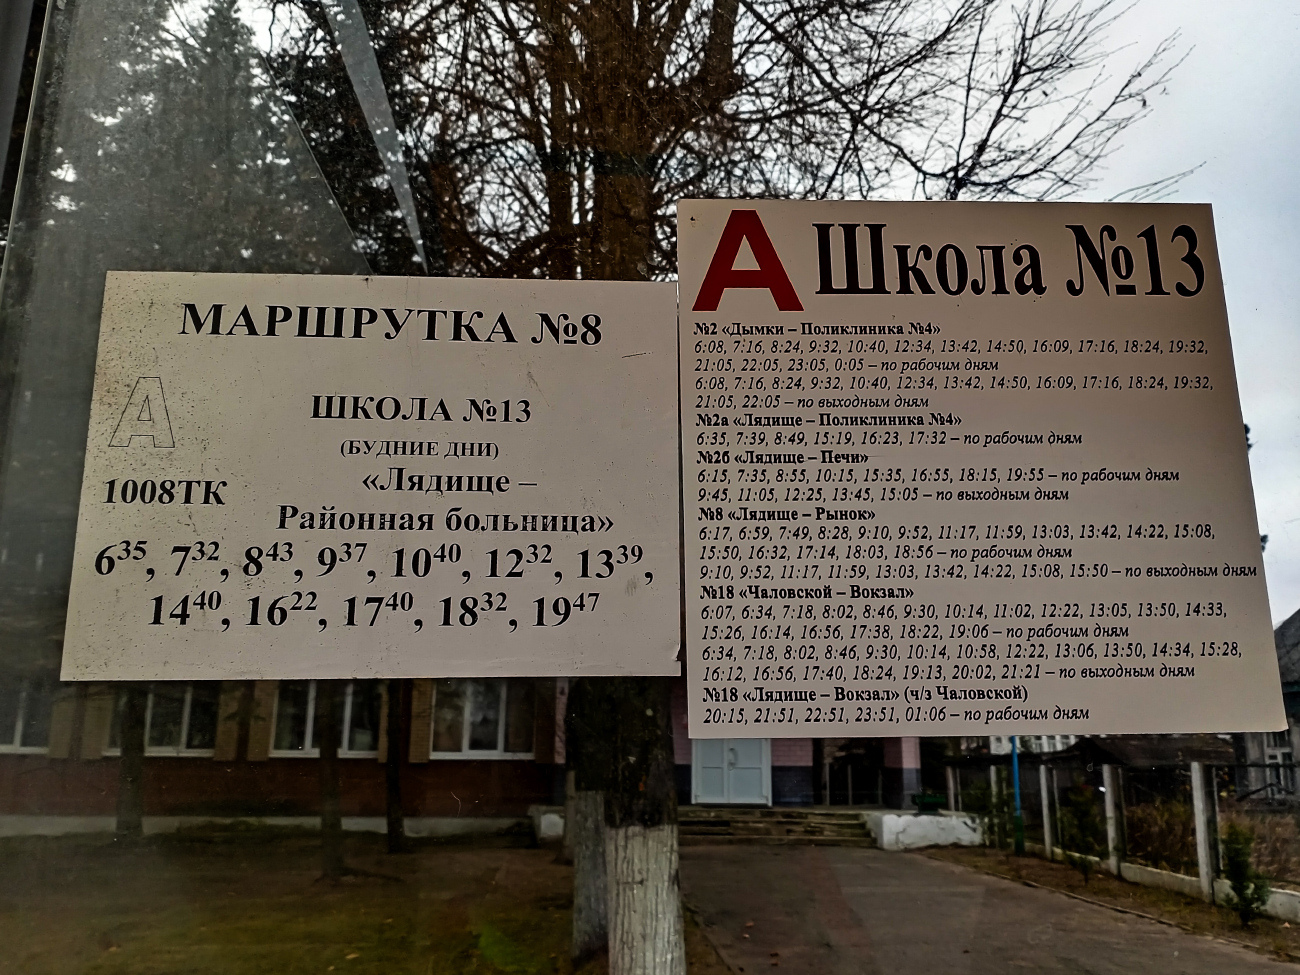 МАРШРУТКА №8
А
ШКОЛА №13
(БУДНИЕ ДНИ)
1008ТК
«Лядище –
Районная больница»
6³⁵, 7³², 8⁴³, 9³⁷, 10⁴⁰, 12³², 13³⁹,
14⁴⁰, 16²², 17⁴⁰, 18³², 19⁴⁷
А Школа №13
№2 «Дымки – Поликлиника №4»
6:08, 7:16, 8:24, 9:32, 10:40, 12:34, 13:42, 14:50, 16:09, 17:16, 18:24, 19:32,
21:05, 22:05, 23:05, 0:05 – по рабочим дням
6:08, 7:16, 8:24, 9:32, 10:40, 12:34, 13:42, 14:50, 16:09, 17:16, 18:24, 19:32,
21:05, 22:05 – по выходным дням
№2а «Лядище – Поликлиника №4»
6:35, 7:39, 8:49, 15:19, 16:23, 17:32 – по рабочим дням
№2б «Лядище – Печи»
6:15, 7:35, 8:55, 10:15, 15:35, 16:55, 18:15, 19:55 – по рабочим дням
9:45, 11:05, 12:25, 13:45, 15:05 – по выходным дням
№8 «Лядище – Рынок»
6:17, 6:59, 7:49, 8:28, 9:10, 9:52, 11:17, 11:59, 13:03, 13:42, 14:22, 15:08,
15:50, 16:32, 17:14, 18:03, 18:56 – по рабочим дням
9:10, 9:52, 11:17, 11:59, 13:03, 13:42, 14:22, 15:08, 15:50 – по выходным дням
№18 «Чаловской – Вокзал»
6:07, 6:34, 7:18, 8:02, 8:46, 9:30, 10:14, 11:02, 12:22, 13:05, 13:50, 14:33,
15:26, 16:14, 16:56, 17:38, 18:22, 19:06 – по рабочим дням
6:34, 7:18, 8:02, 8:46, 9:30, 10:14, 10:58, 12:22, 13:06, 13:50, 14:34, 15:28,
16:12, 16:56, 17:40, 18:24, 19:13, 20:02, 21:21 – по выходным дням
№18 «Лядище – Вокзал» (ч/з Чаловской)
20:15, 21:51, 22:51, 23:51, 01:06 – по рабочим дням